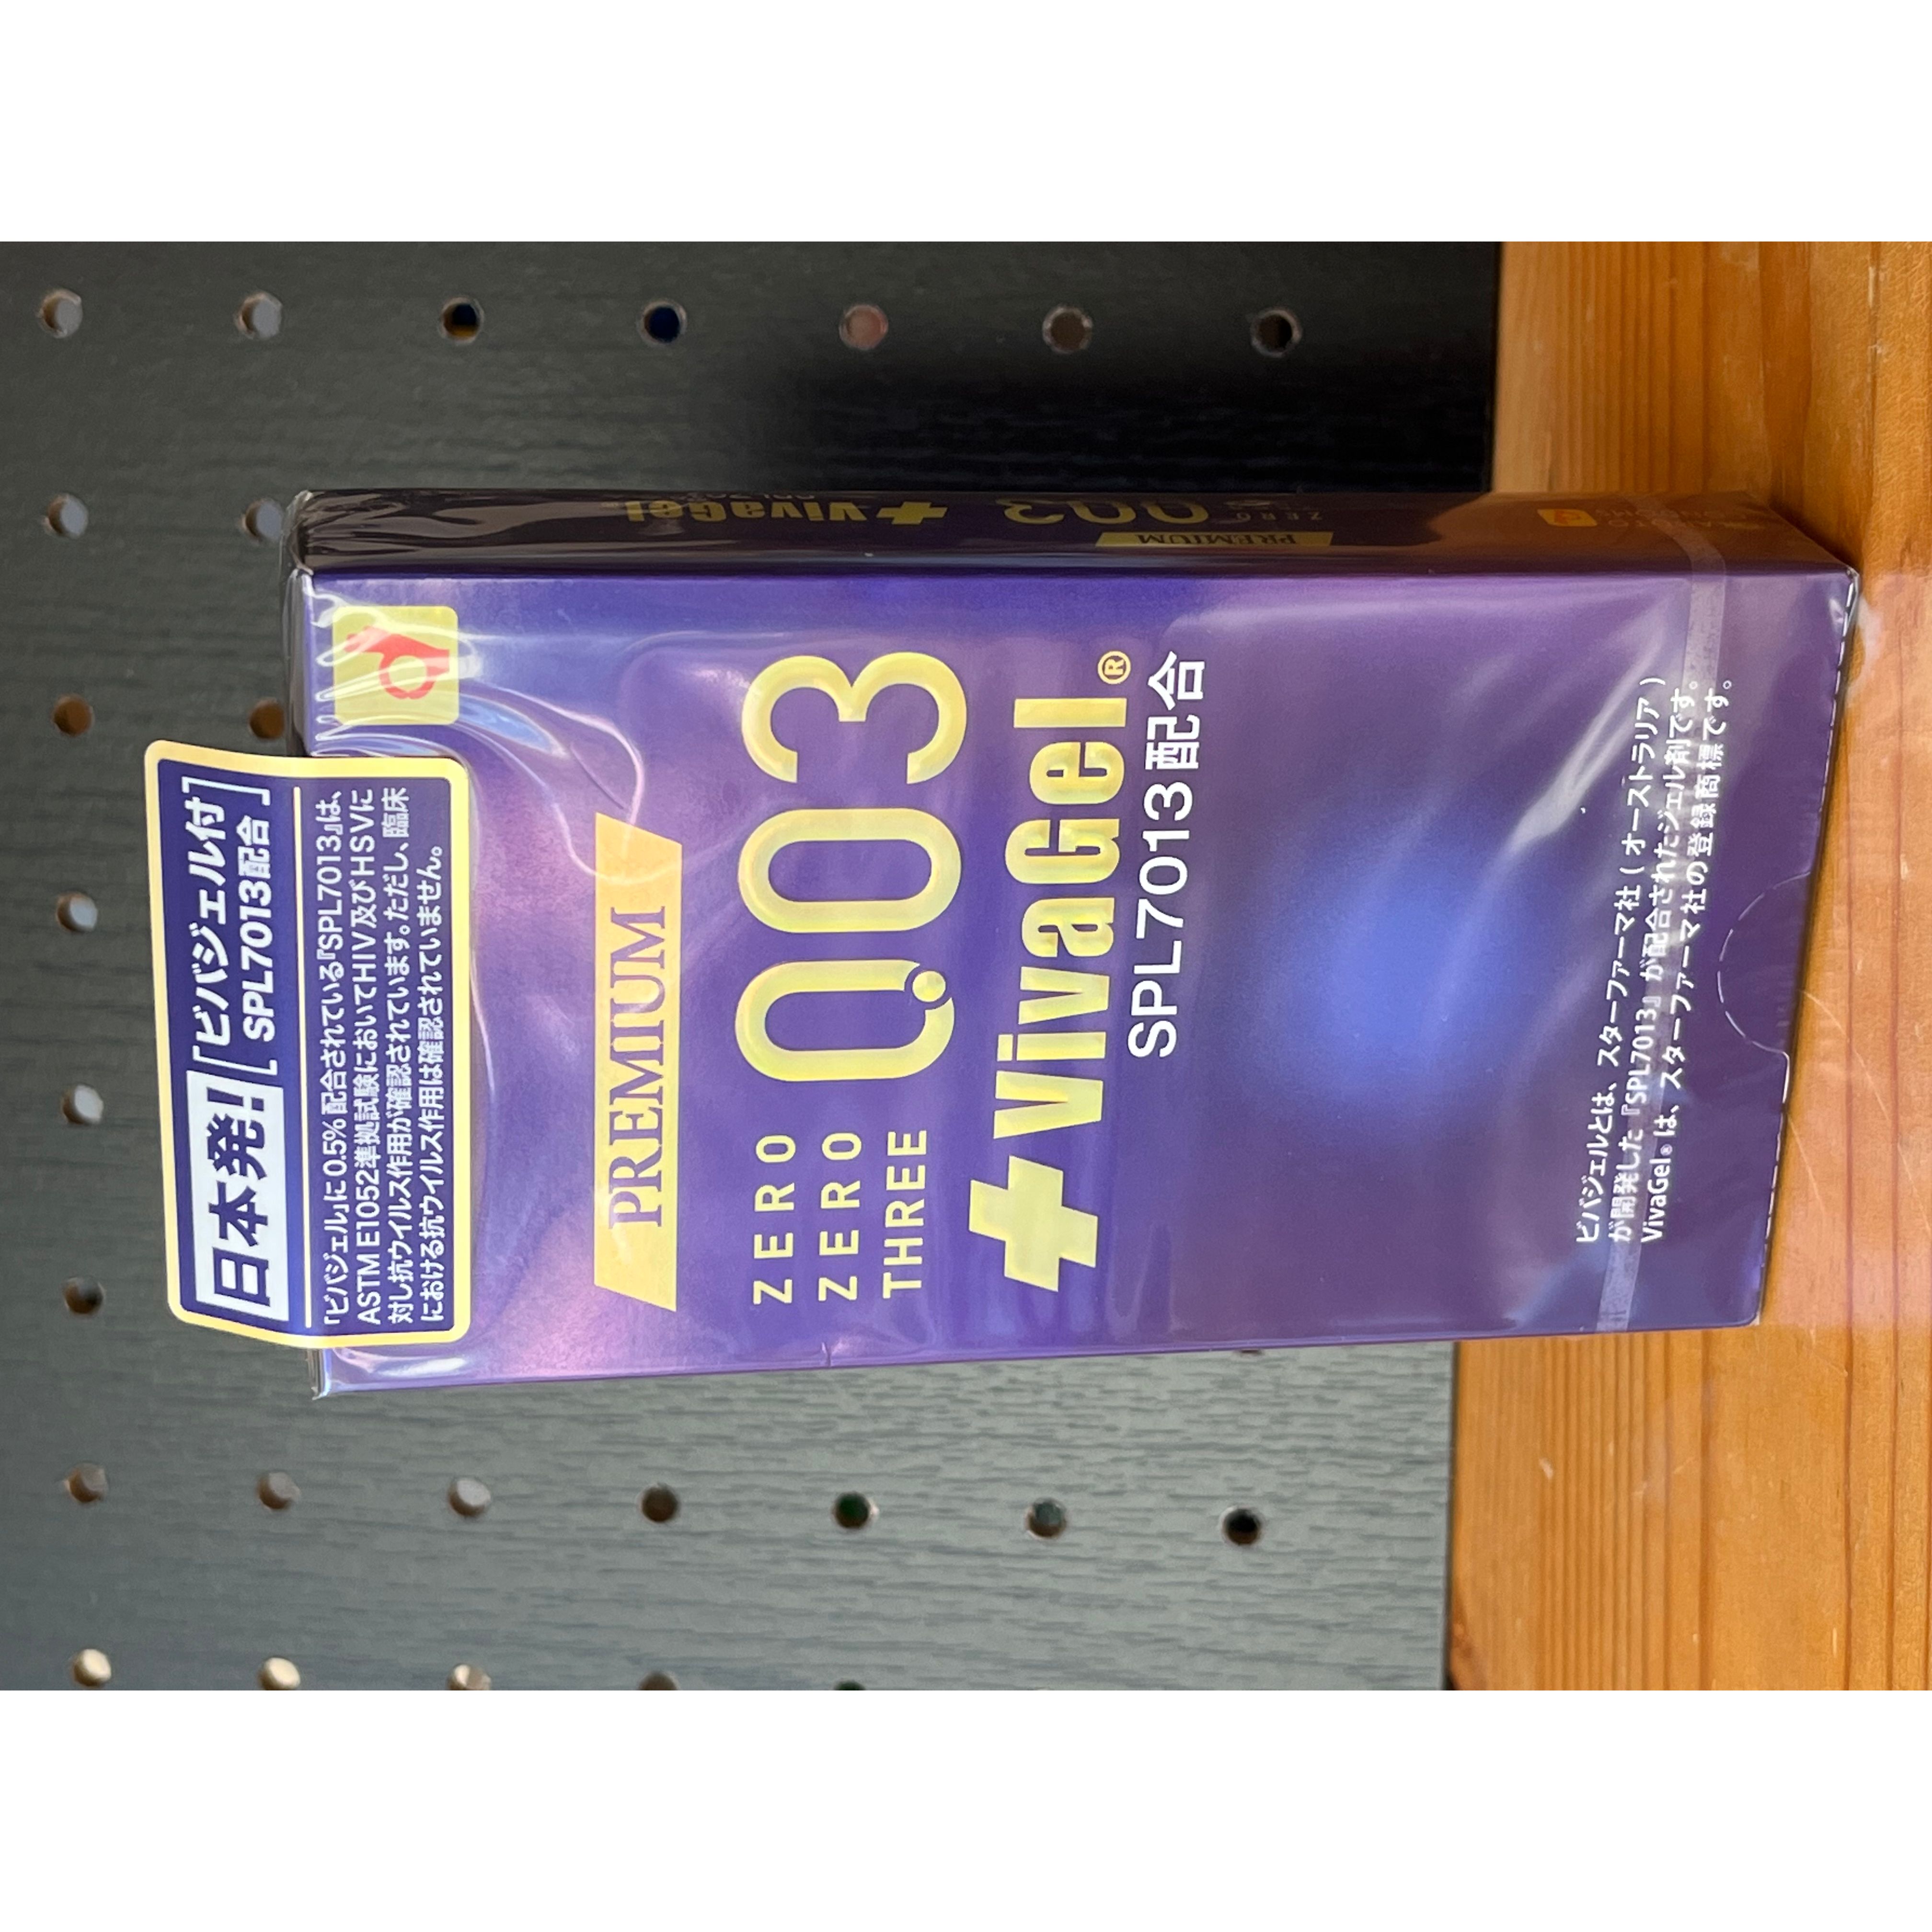 日本発!
[ビバジェル付
SPL7013配合]
「ビバジェル」に0.5%配合されている『SPL7013』は、
ASTM E1052準拠試験においてHIV及びHSVに
対し抗ウイルス作用が確認されています。ただし、臨床
における抗ウイルス作用は確認されていません。
PREMIUM
ZERO
ZERO
THREE
0.03
+VivaGel®
SPL7013配合
ビバジェルとは、スターファーマ社(オーストラリア)
が開発した『SPL7013』が配合されたジェル剤です。
VivaGel®は、スターファーマ社の登録商標です。
PREMIUM
ZERO
0.03
+VivaGel